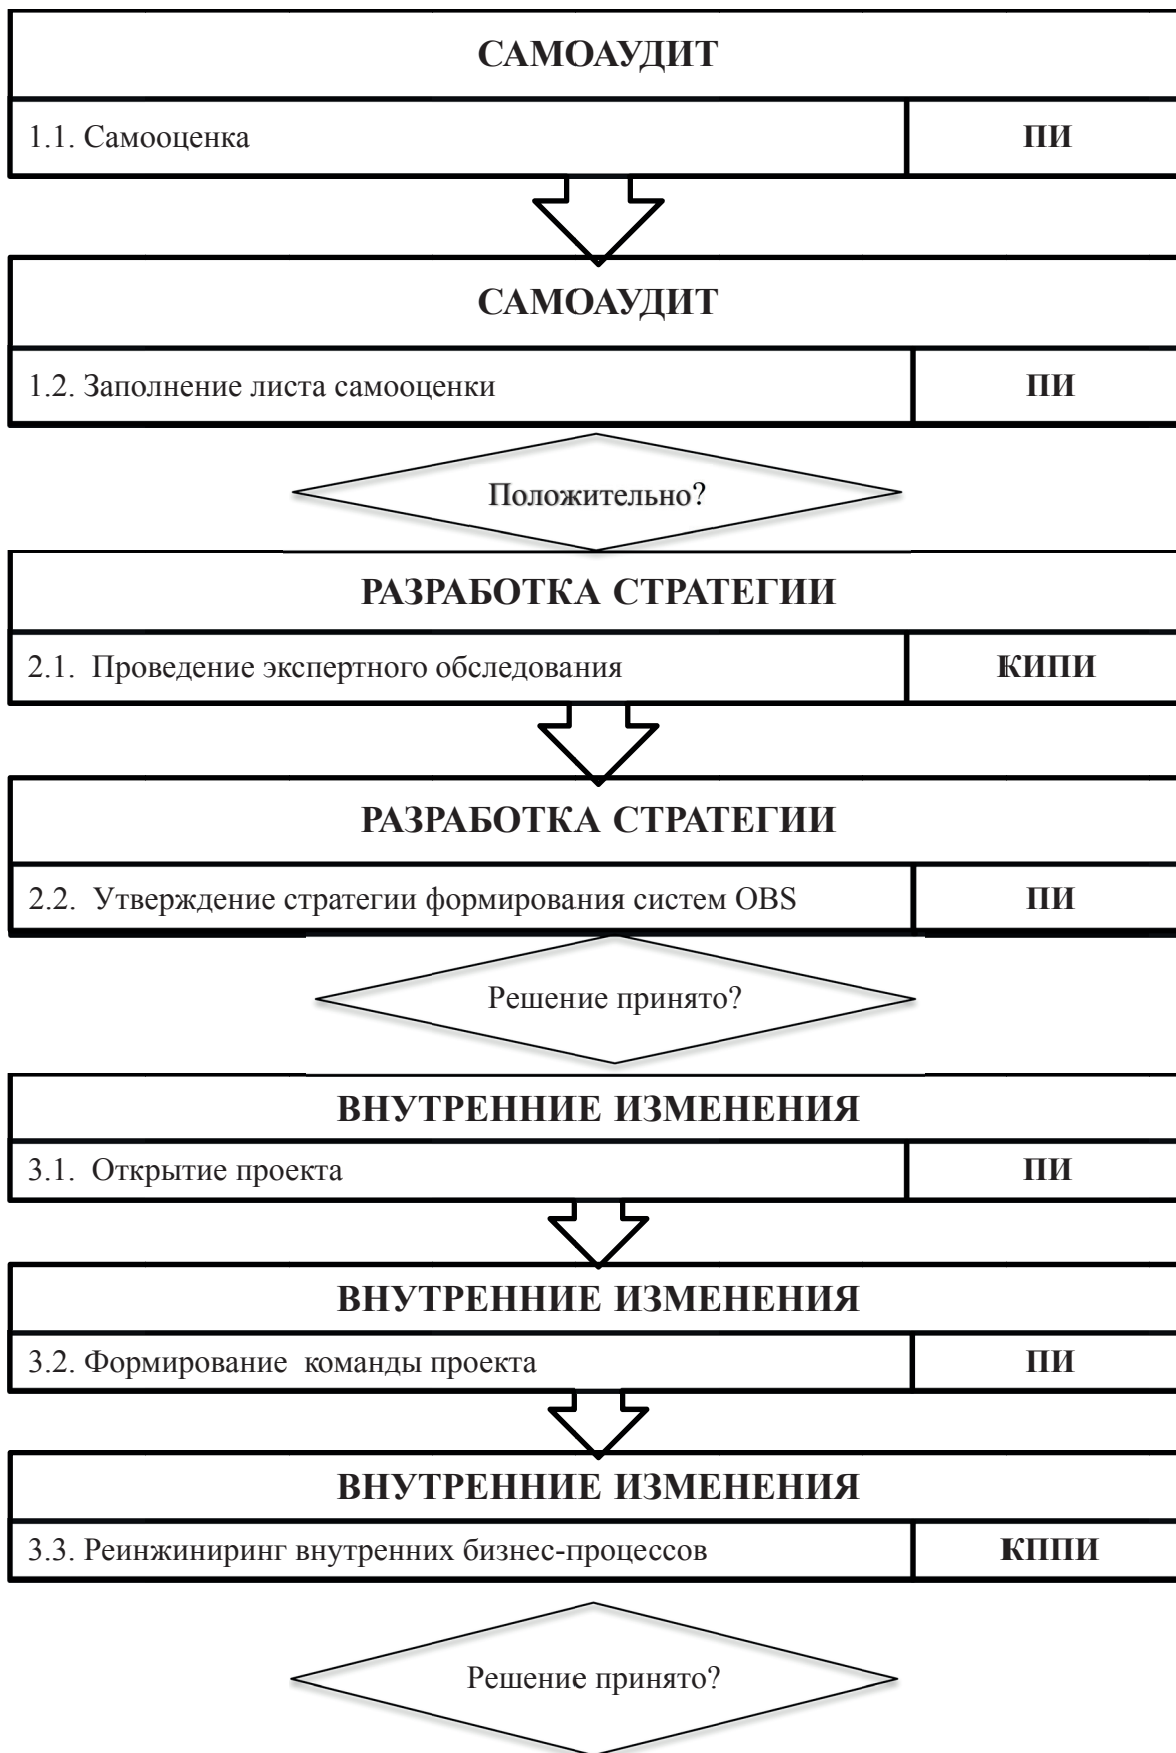 САМОАУДИТ
1.1. Самооценка ПИ
САМОАУДИТ
1.2. Заполнение листа самооценки ПИ
Положительно?
РАЗРАБОТКА СТРАТЕГИИ
2.1. Проведение экспертного обследования КИПИ
РАЗРАБОТКА СТРАТЕГИИ
2.2. Утверждение стратегии формирования систем OBS ПИ
Решение принято?
ВНУТРЕННИЕ ИЗМЕНЕНИЯ
3.1. Открытие проекта ПИ
ВНУТРЕННИЕ ИЗМЕНЕНИЯ
3.2. Формирование команды проекта ПИ
ВНУТРЕННИЕ ИЗМЕНЕНИЯ
3.3. Реинжиниринг внутренних бизнес-процессов КППИ
Решение принято?